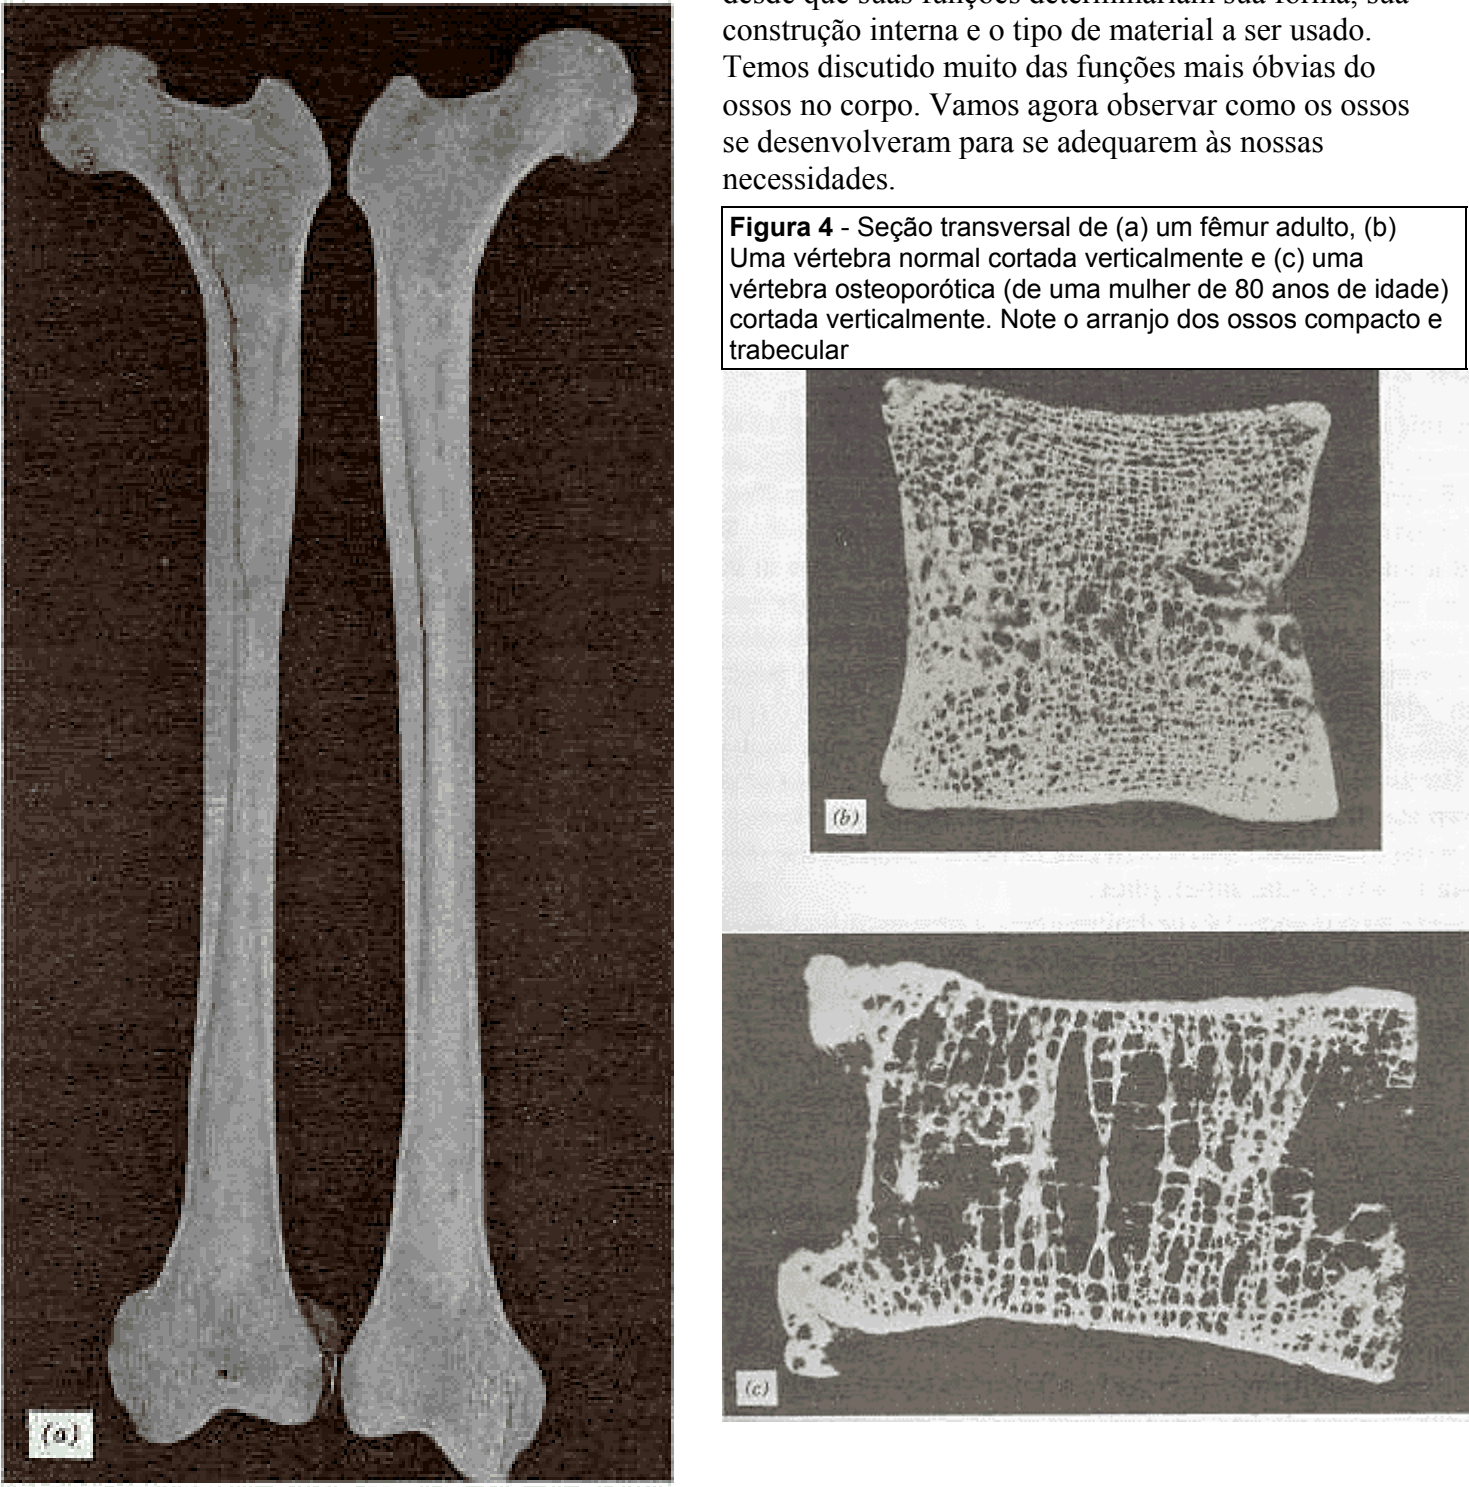 desde que suas funções determinariam sua forma, sua
construção interna e o tipo de material a ser usado.
Temos discutido muito das funções mais óbvias do
ossos no corpo. Vamos agora observar como os ossos
se desenvolveram para se adequarem às nossas
necessidades.
Figura 4 - Seção transversal de (a) um fêmur adulto, (b)
Uma vértebra normal cortada verticalmente e (c) uma
vértebra osteoporótica (de uma mulher de 80 anos de idade)
cortada verticalmente. Note o arranjo dos ossos compacto e
trabecular
(a)
(b)
(c)